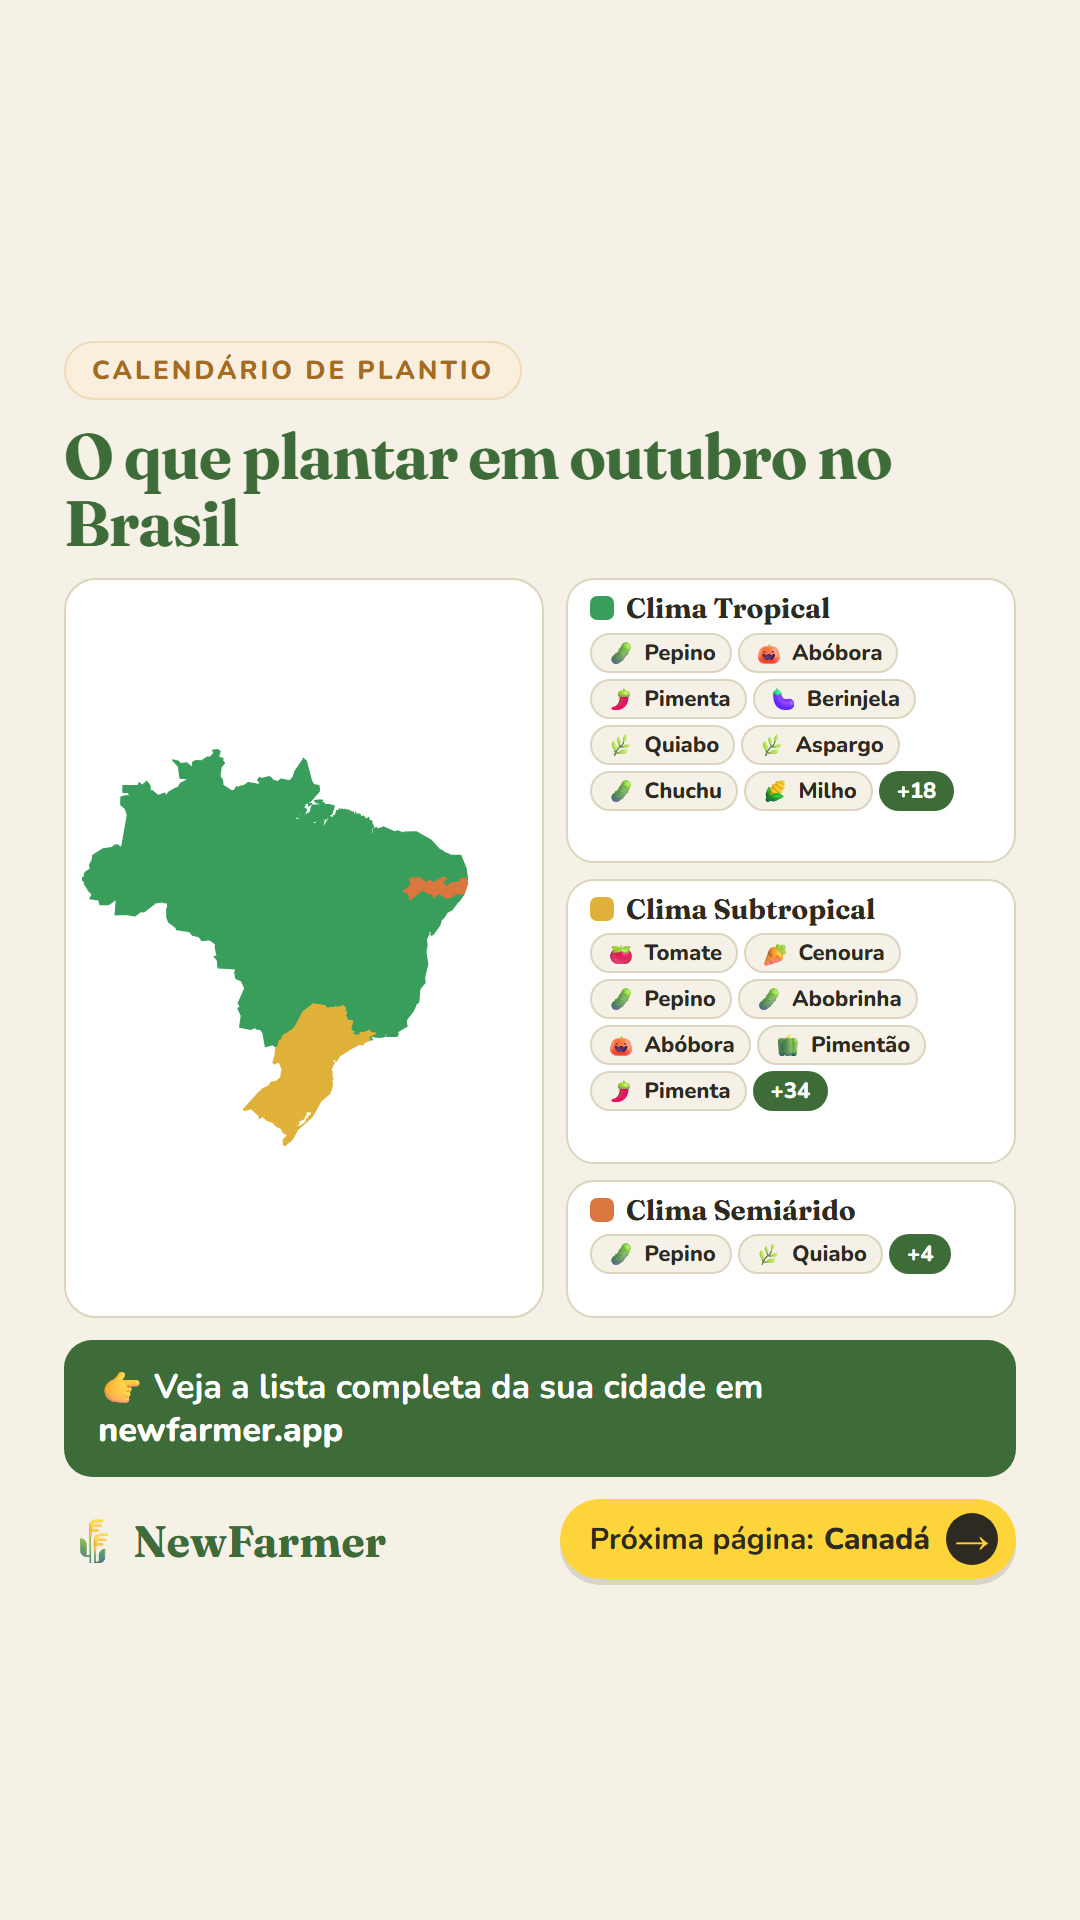 CALENDÁRIO DE PLANTIO
O que plantar em outubro no
Brasil
Clima Tropical
Pepino
Abóbora
Pimenta
Berinjela
Quiabo
Aspargo
Chuchu
Milho
+18
Clima Subtropical
Tomate
Cenoura
Pepino
Abobrinha
Abóbora
Pimentão
Pimenta
+34
Clima Semiárido
Pepino
Quiabo
+4
👉 Veja a lista completa da sua cidade em
newfarmer.app
NewFarmer
Próxima página: Canadá →